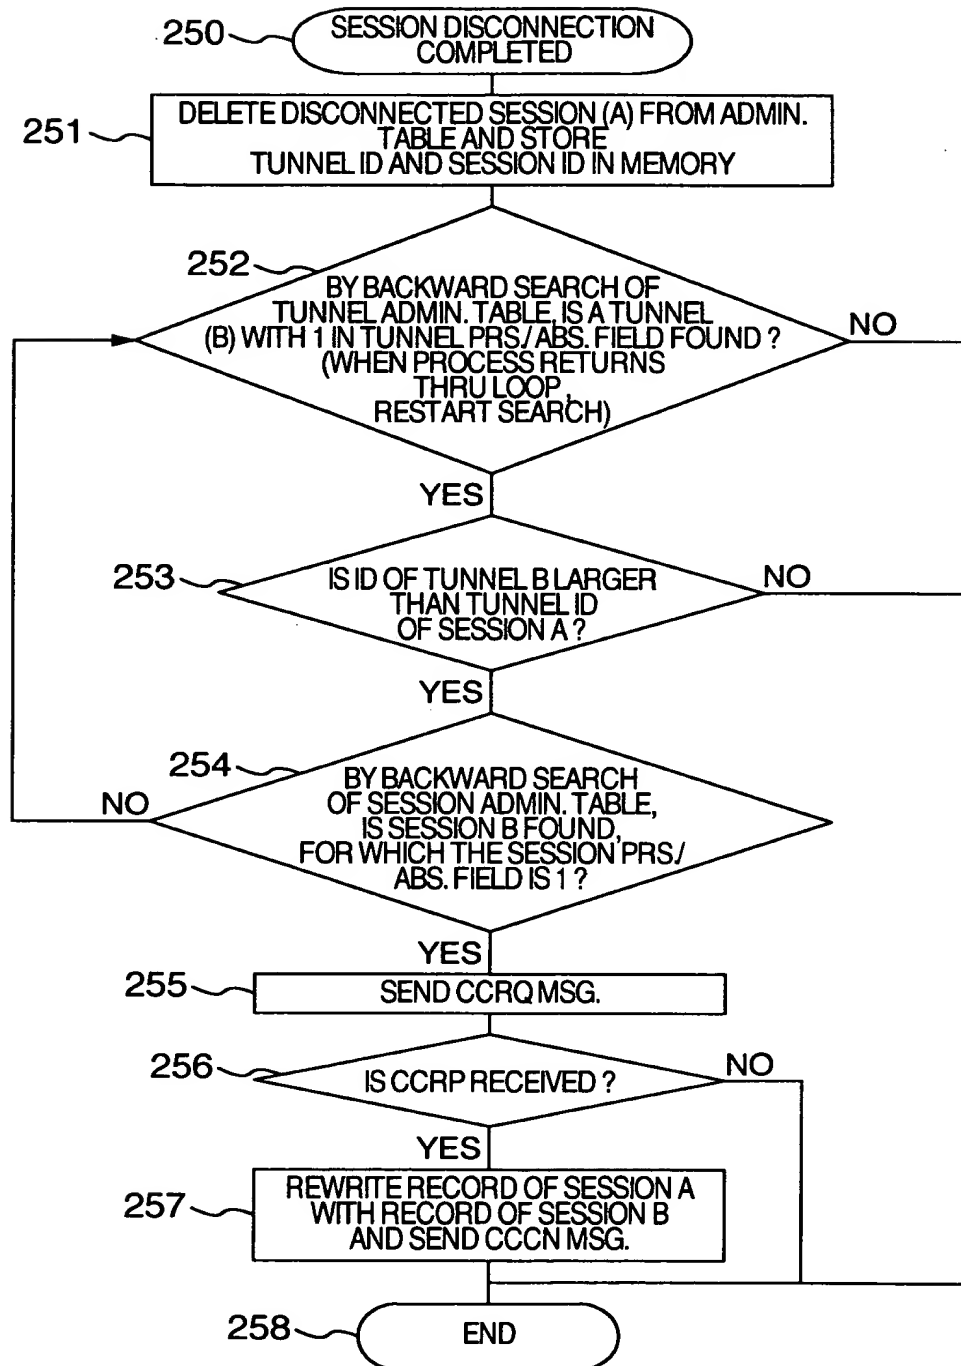 250
SESSION DISCONNECTION
COMPLETED
251
DELETE DISCONNECTED SESSION (A) FROM ADMIN.
TABLE AND STORE
TUNNEL ID AND SESSION ID IN MEMORY
252
BY BACKWARD SEARCH OF
TUNNEL ADMIN. TABLE, IS A TUNNEL
(B) WITH 1 IN TUNNEL PRS./ABS. FIELD FOUND ?
(WHEN PROCESS RETURNS
THRU LOOP,
RESTART SEARCH)
NO
YES
253
IS ID OF TUNNEL B LARGER
THAN TUNNEL ID
OF SESSION A ?
NO
YES
254
BY BACKWARD SEARCH
OF SESSION ADMIN. TABLE,
IS SESSION B FOUND,
FOR WHICH THE SESSION PRS./
ABS. FIELD IS 1 ?
NO
YES
255
SEND CCRQ MSG.
256
IS CCRP RECEIVED ?
NO
YES
257
REWRITE RECORD OF SESSION A
WITH RECORD OF SESSION B
AND SEND CCCN MSG.
258
END